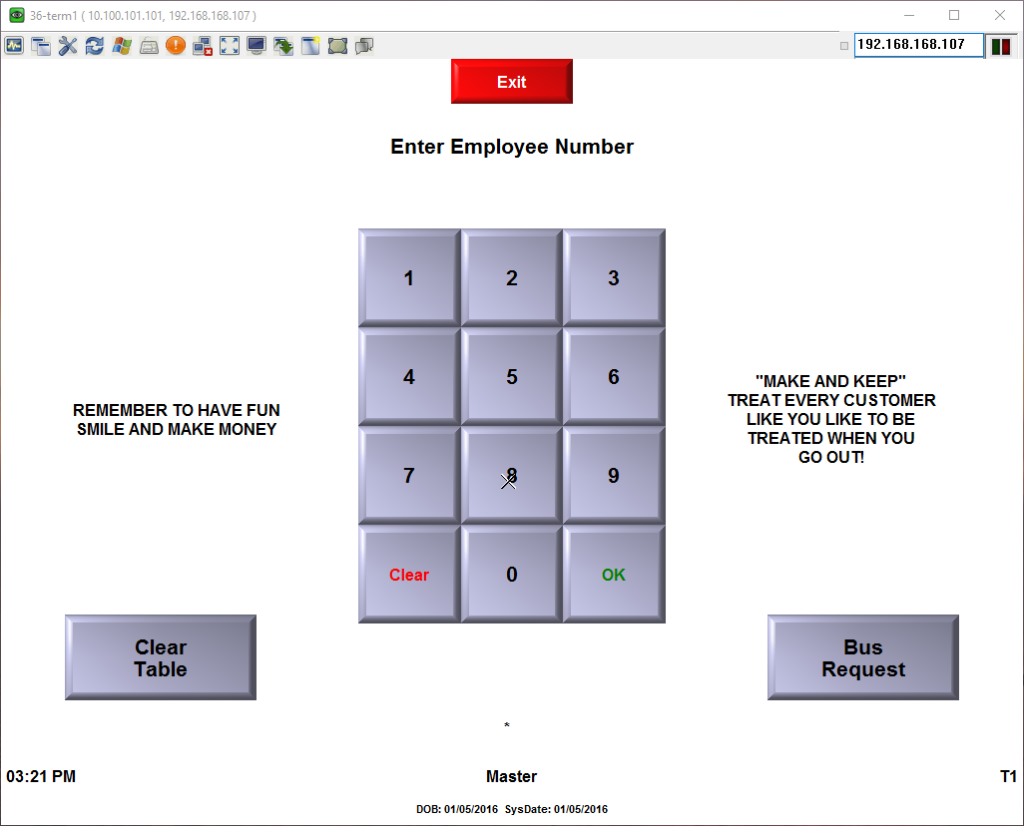 36-term1 ( 10.100.101.101, 192.168.168.107 )
192.168.168.107
Exit
Enter Employee Number
1 2 3
4 5 6
REMEMBER TO HAVE FUN
SMILE AND MAKE MONEY
"MAKE AND KEEP"
TREAT EVERY CUSTOMER
LIKE YOU LIKE TO BE
TREATED WHEN YOU
GO OUT!
7 8 9
Clear 0 OK
Clear
Table
Bus
Request
*
03:21 PM Master T1
DOB: 01/05/2016 SysDate: 01/05/2016